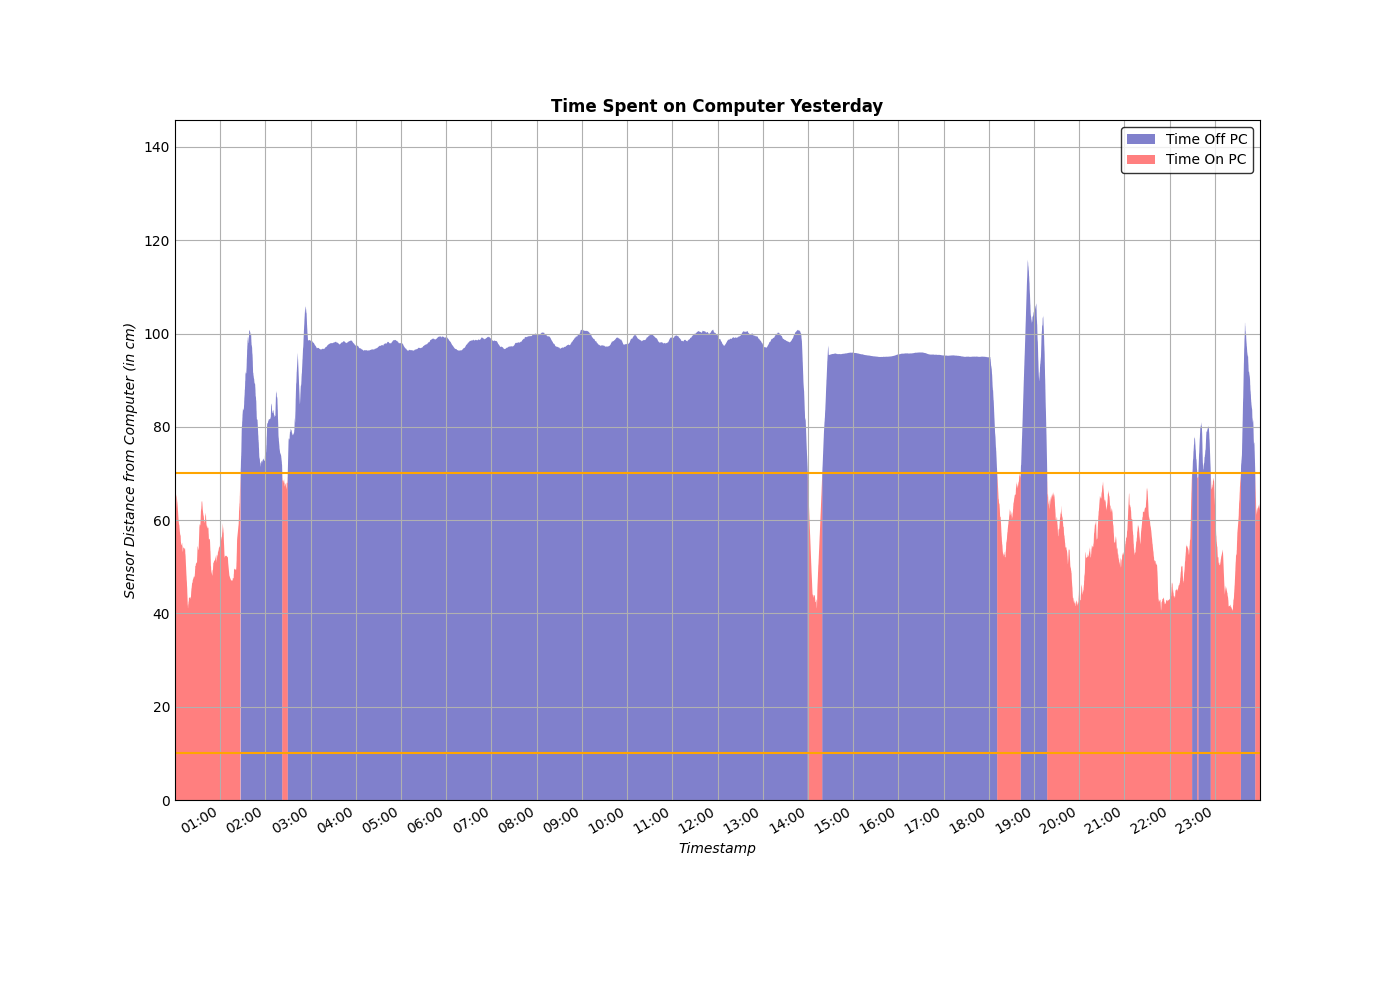 Time Spent on Computer Yesterday
Time Off PC
Time On PC
Sensor Distance from Computer (in cm)
140
120
100
80
60
40
20
0
01:00 02:00 03:00 04:00 05:00 06:00 07:00 08:00 09:00 10:00 11:00 12:00 13:00 14:00 15:00 16:00 17:00 18:00 19:00 20:00 21:00 22:00 23:00
Timestamp